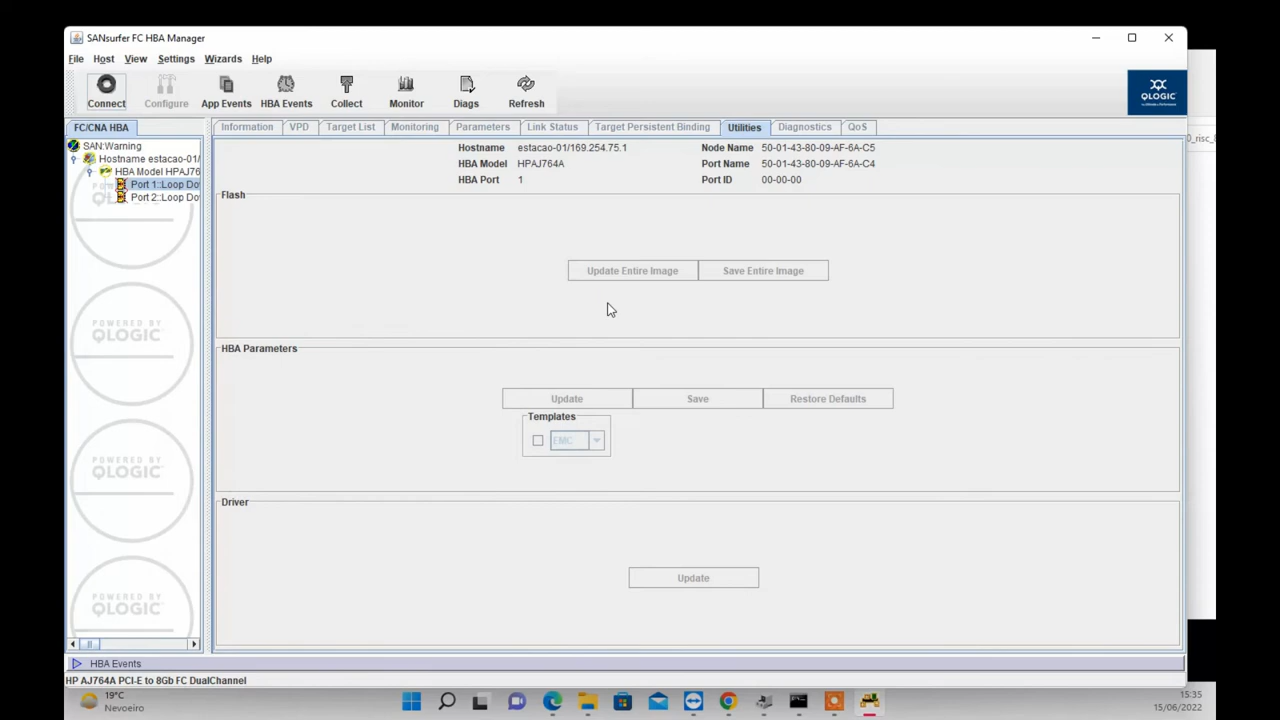 SANsurfer FC HBA Manager
File Host View Settings Wizards Help
Connect Configure App Events HBA Events Collect Monitor Diags Refresh
QLOGIC
FC/CNA HBA
Information VPD Target List Monitoring Parameters Link Status Target Persistent Binding Utilities Diagnostics QoS
0_risc_8
SAN:Warning
Hostname estacao-01/
HBA Model HPAJ76
Port 1::Loop Do
Port 2::Loop Do
Hostname estacao-01/169.254.75.1 Node Name 50-01-43-80-09-AF-6A-C5
HBA Model HPAJ764A Port Name 50-01-43-80-09-AF-6A-C4
HBA Port 1 Port ID 00-00-00
Flash
Update Entire Image Save Entire Image
HBA Parameters
Update Save Restore Defaults
Templates
EMC
Driver
Update
POWERED BY
QLOGIC
POWERED BY
QLOGIC
POWERED BY
QLOGIC
POWERED BY
QLOGIC
HBA Events
HP AJ764A PCI-E to 8Gb FC DualChannel
19°C
Nevoeiro
15:35
15/06/2022